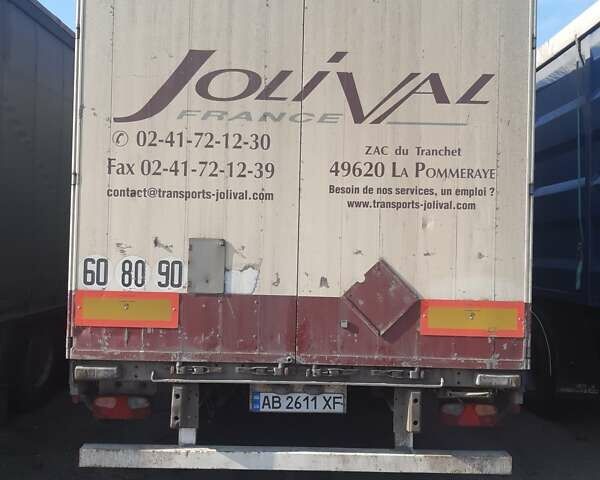 JOLIVAL
FRANCE
✆ 02-41-72-12-30
Fax 02-41-72-12-39
contact@transports-jolival.com
ZAC du Tranchet
49620 LA POMMERAYE
Besoin de nos services, un emploi ?
www.transports-jolival.com
60 80 90
AB 2611 XF